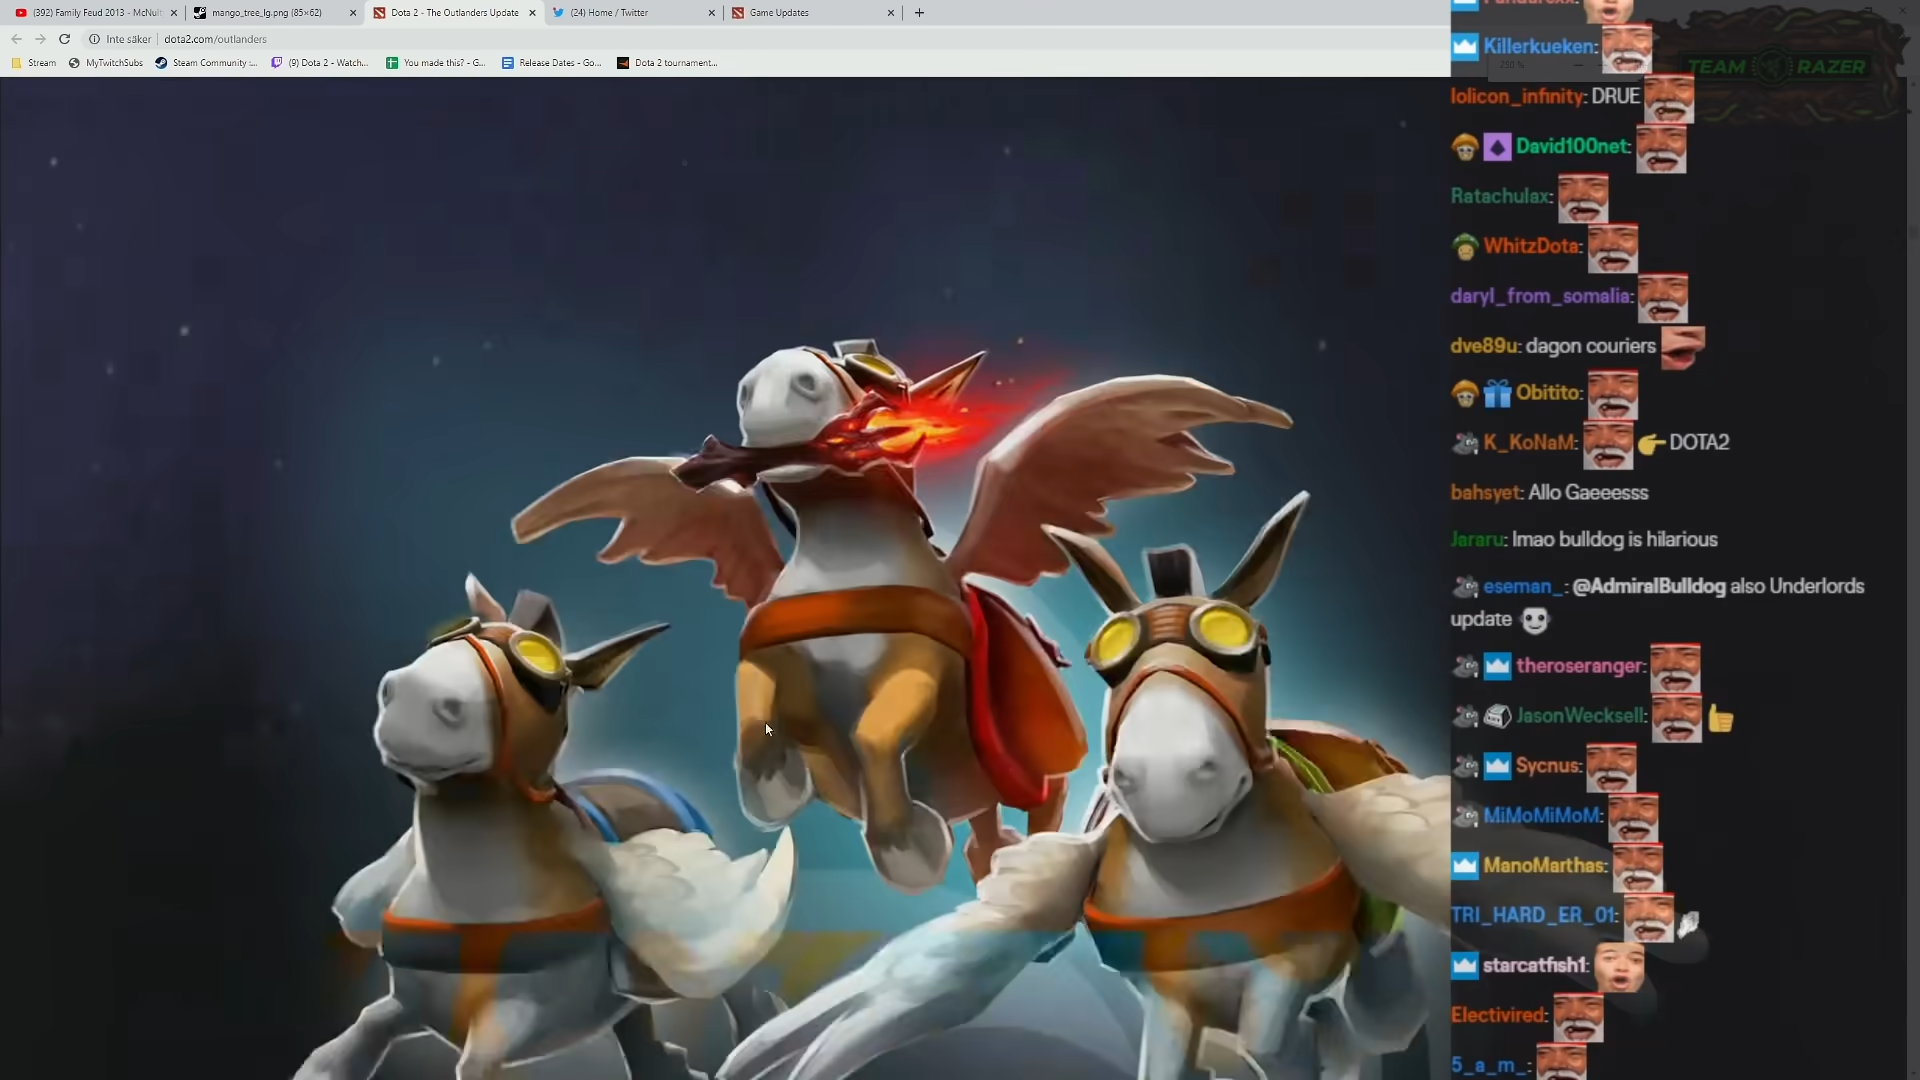 (392) Family Feud 2013 - McNult
mango_tree_lg.png (85×62)
Dota 2 - The Outlanders Update
(24) Home / Twitter
Game Updates
Inte säker
dota2.com/outlanders
Stream
MyTwitchSubs
Steam Community :...
(9) Dota 2 - Watch...
You made this? - G...
Release Dates - Go...
Dota 2 tournament...
250 %
TEAM RAZER
Killerkueken:
lolicon_infinity: DRUE
David100net:
Ratachulax:
WhitzDota:
daryl_from_somalia:
dve89u: dagon couriers
Obitito:
K_KoNaM: DOTA2
bahsyet: Allo Gaeeesss
Jararu: lmao bulldog is hilarious
eseman_: @AdmiralBulldog also Underlords
update
theroseranger:
JasonWecksell:
Sycnus:
MiMoMiMoM:
ManoMarthas:
TRI_HARD_ER_01:
starcatfish1:
Electivired:
5_a_m_: